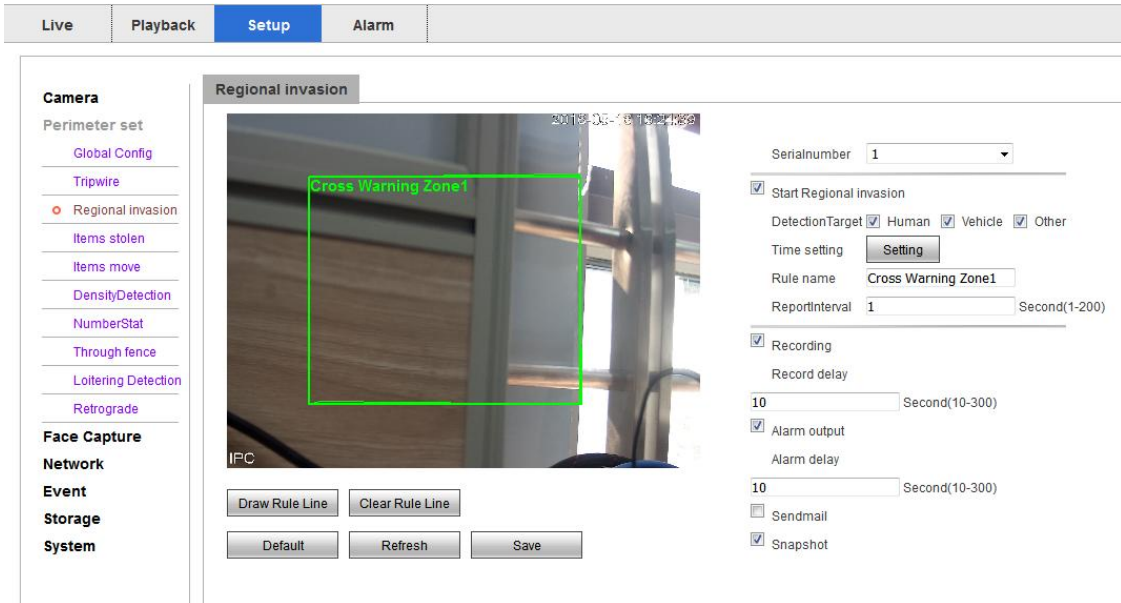 Live Playback Setup Alarm
Camera
Perimeter set
Global Config
Tripwire
Regional invasion
Items stolen
Items move
DensityDetection
NumberStat
Through fence
Loitering Detection
Retrograde
Face Capture
Network
Event
Storage
System
Regional invasion
Cross Warning Zone1
IPC
Draw Rule Line Clear Rule Line
Default Refresh Save
Serialnumber 1
Start Regional invasion
DetectionTarget Human Vehicle Other
Time setting Setting
Rule name Cross Warning Zone1
ReportInterval 1 Second(1-200)
Recording
Record delay
10 Second(10-300)
Alarm output
Alarm delay
10 Second(10-300)
Sendmail
Snapshot